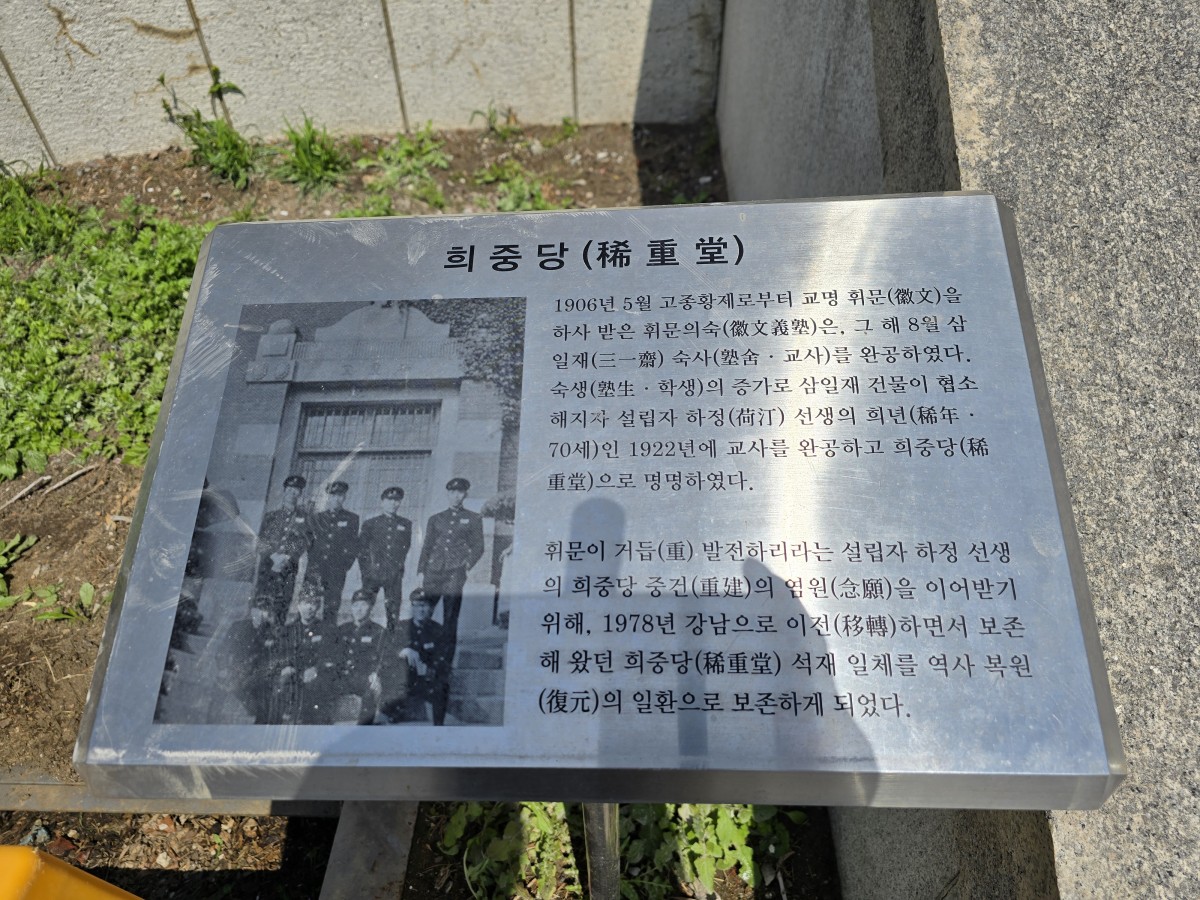 희중당(稀重堂)
1906년 5월 고종황제로부터 교명 휘문(徽文)을
하사 받은 휘문의숙(徽文義塾)은, 그 해 8월 삼
일재(三一齋) 숙사(塾舍 · 교사)를 완공하였다.
숙생(塾生 · 학생)의 증가로 삼일재 건물이 협소
해지자 설립자 하정(荷汀) 선생의 희년(稀年 ·
70세)인 1922년에 교사를 완공하고 희중당(稀
重堂)으로 명명하였다.
휘문이 거듭(重) 발전하리라는 설립자 하정 선생
의 희중당 중건(重建)의 염원(念願)을 이어받기
위해, 1978년 강남으로 이전(移轉)하면서 보존
해 왔던 희중당(稀重堂) 석재 일체를 역사 복원
(復元)의 일환으로 보존하게 되었다.